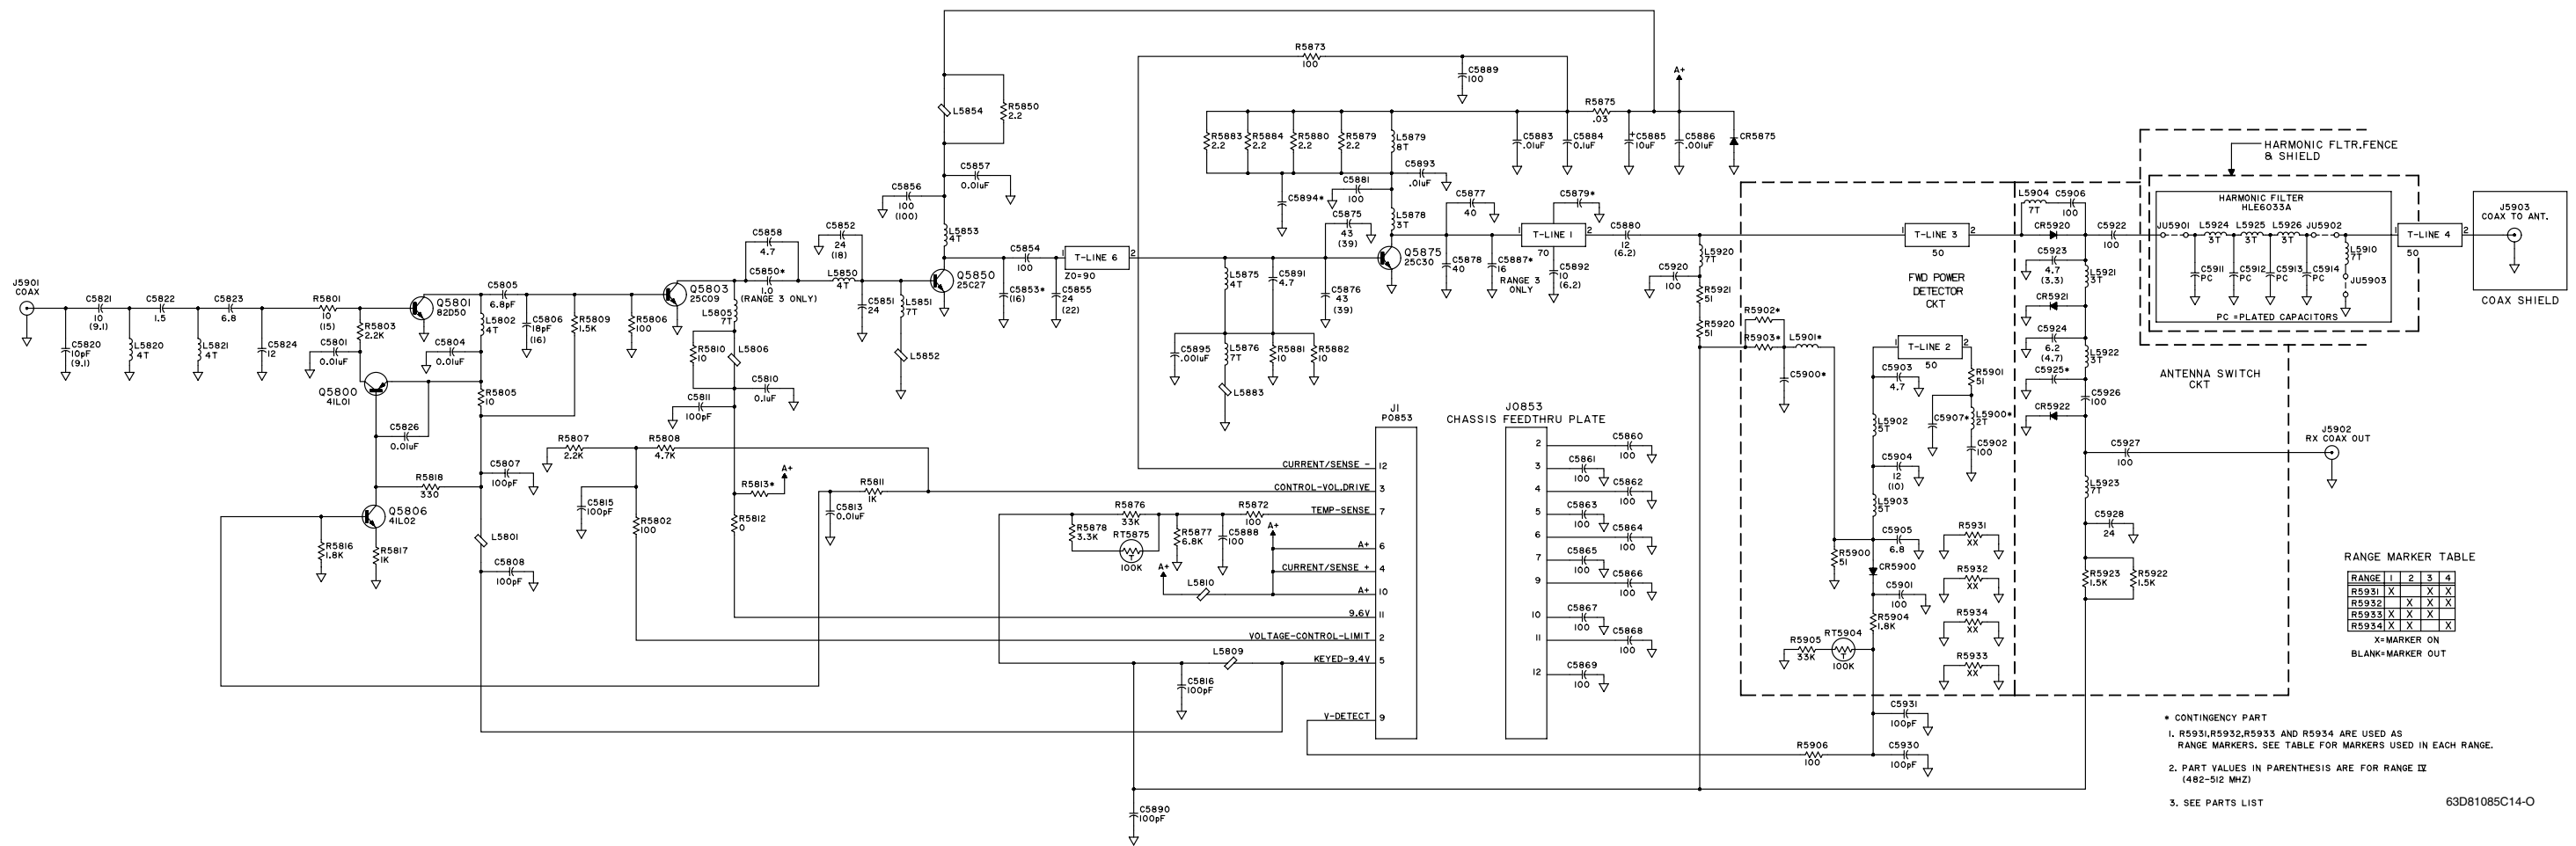 R5873
100
C5889
100
A+
L5854
R5850
2.2
R5883
2.2
R5884
2.2
R5880
2.2
R5879
2.2
L5879
8T
R5875
.03
C5883
.01uF
C5884
0.1uF
+
C5885
10uF
C5886
.001uF
CR5875
HARMONIC FLTR.FENCE
& SHIELD
C5857
0.01uF
C5856
100
(100)
C5893
.01uF
C5881
100
C5894*
C5875
43
(39)
L5878
3T
C5877
40
C5879*
L5904
7T
C5906
100
HARMONIC FILTER
HLE6033A
J5903
COAX TO ANT.
C5858
4.7
C5852
24
(18)
L5853
4T
C5854
100
1 T-LINE 6 2
ZO=90
Q5875
25C30
C5878
40
C5887*
16
RANGE 3
ONLY
1 T-LINE 1 2
70
C5892
10
(6.2)
C5880
12
(6.2)
L5920
7T
C5920
100
1 T-LINE 3 2
50
FWD POWER
DETECTOR
CKT
CR5920
C5922
100
C5923
4.7
(3.3)
L5921
3T
JU5901
L5924
3T
L5925
3T
L5926
3T
JU5902
L5910
7T
C5911
PC
C5912
PC
C5913
PC
C5914
PC
JU5903
PC =PLATED CAPACITORS
1 T-LINE 4 2
50
COAX SHIELD
J5901
COAX
C5821
10
(9.1)
C5822
1.5
C5823
6.8
R5801
10
(15)
Q5801
82D50
C5805
6.8pF
Q5803
25C09
C5850*
1.0
(RANGE 3 ONLY)
L5850
4T
Q5850
25C27
C5853*
(16)
C5855
24
(22)
L5875
4T
C5891
4.7
C5876
43
(39)
C5820
10pF
(9.1)
L5820
4T
L5821
4T
C5824
12
R5803
2.2K
C5801
0.01uF
C5804
0.01uF
L5802
4T
C5806
18pF
(16)
R5809
1.5K
R5806
100
L5805
7T
R5810
10
L5806
C5851
24
L5851
7T
L5852
C5895
.001uF
L5876
7T
R5881
10
R5882
10
L5883
R5921
51
R5920
51
R5902*
R5903*
L5901*
C5900*
1 T-LINE 2 2
50
C5903
4.7
R5901
51
C5907*
L5900*
2T
C5902
100
CR5921
C5924
6.2
(4.7)
L5922
3T
C5925*
C5926
100
CR5922
ANTENNA SWITCH
CKT
Q5800
41L01
R5805
10
C5826
0.01uF
C5810
0.1uF
C5811
100pF
R5807
2.2K
R5808
4.7K
A+
R5813*
R5818
330
C5807
100pF
C5815
100pF
R5802
100
R5812
0
C5813
0.01uF
R5811
1K
Q5806
41L02
R5816
1.8K
R5817
1K
L5801
C5808
100pF
J1
P0853
CURRENT/SENSE - 12
CONTROL-VOL.DRIVE 3
TEMP-SENSE 7
A+ 6
CURRENT/SENSE + 4
A+ 10
9.6V 11
VOLTAGE-CONTROL-LIMIT 2
KEYED-9.4V 5
V-DETECT 9
R5876
33K
R5878
3.3K
RT5875
T
100K
R5877
6.8K
C5888
100
R5872
100
A+
A+
L5810
L5809
C5816
100pF
C5890
100pF
J0853
CHASSIS FEEDTHRU PLATE
2 C5860
100
3 C5861
100
4 C5862
100
5 C5863
100
6 C5864
100
7 C5865
100
9 C5866
100
10 C5867
100
11 C5868
100
12 C5869
100
L5902
5T
C5904
12
(10)
L5903
5T
C5905
6.8
R5900
51
CR5900
C5901
100
R5904
1.8K
R5905
33K
RT5904
T
100K
R5931
XX
R5932
XX
R5934
XX
R5933
XX
C5931
100pF
C5930
100pF
R5906
100
C5927
100
J5902
RX COAX OUT
L5923
7T
C5928
24
R5923
1.5K
R5922
1.5K
RANGE MARKER TABLE
RANGE 1 2 3 4
R5931 X X X
R5932 X X X
R5933 X X X
R5934 X X X
X=MARKER ON
BLANK=MARKER OUT
* CONTINGENCY PART
1. R5931,R5932,R5933 AND R5934 ARE USED AS
RANGE MARKERS. SEE TABLE FOR MARKERS USED IN EACH RANGE.
2. PART VALUES IN PARENTHESIS ARE FOR RANGE IV
(482-512 MHZ)
3. SEE PARTS LIST
63D81085C14-O